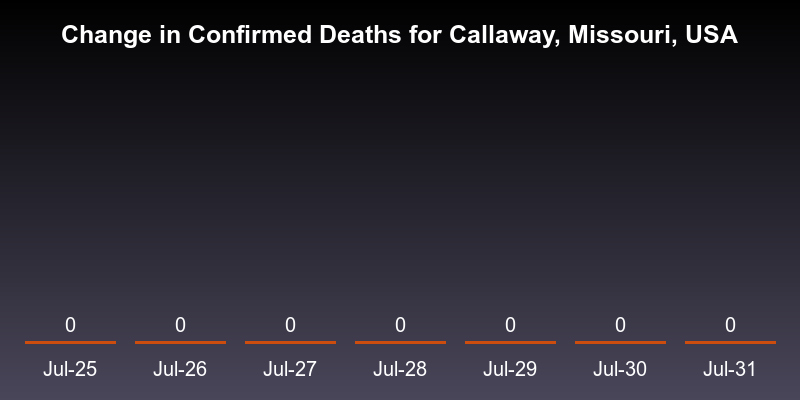 Change in Confirmed Deaths for Callaway, Missouri, USA
0 0 0 0 0 0 0
Jul-25 Jul-26 Jul-27 Jul-28 Jul-29 Jul-30 Jul-31